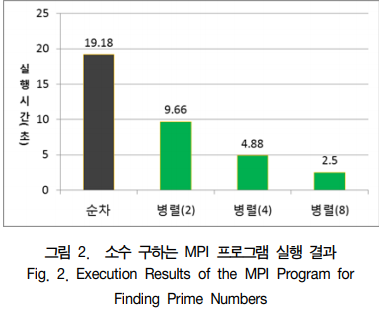 25
20
15
10
5
0
실행시간(초)
19.18
9.66
4.88
2.5
순차 병렬(2) 병렬(4) 병렬(8)
그림 2. 소수 구하는 MPI 프로그램 실행 결과
Fig. 2. Execution Results of the MPI Program for
Finding Prime Numbers